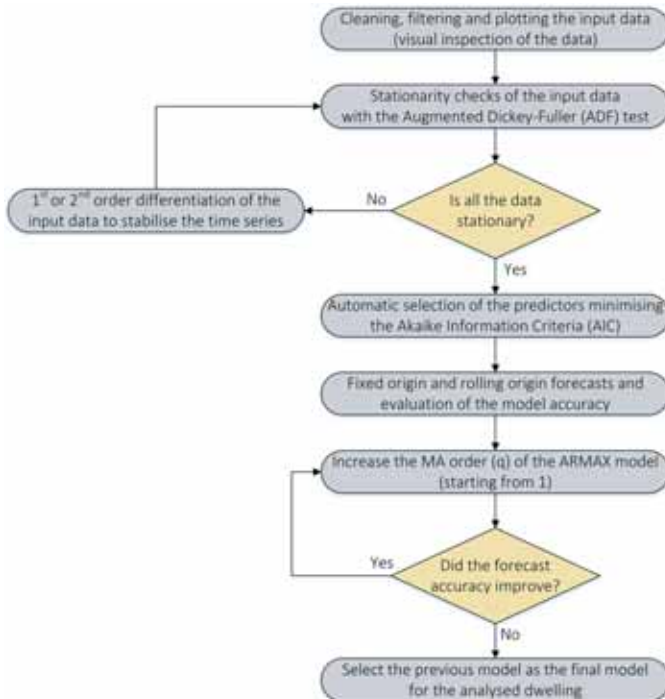 Cleaning, filtering and plotting the input data
(visual inspection of the data)
Stationarity checks of the input data
with the Augmented Dickey-Fuller (ADF) test
Is all the data
stationary?
No
1st or 2nd order differentiation of the
input data to stabilise the time series
Yes
Automatic selection of the predictors minimising
the Akaike Information Criteria (AIC)
Fixed origin and rolling origin forecasts and
evaluation of the model accuracy
Increase the MA order (q) of the ARMAX model
(starting from 1)
Yes
Did the forecast
accuracy improve?
No
Select the previous model as the final model
for the analysed dwelling